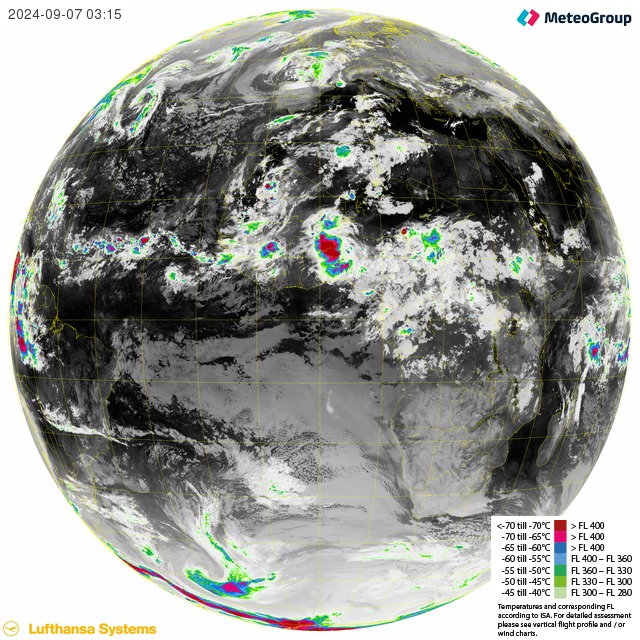 2024-09-07 03:15
MeteoGroup
<-70 till -70°C > FL 400
-70 till -65°C > FL 400
-65 till -60°C > FL 400
-60 till -55°C FL 400 – FL 360
-55 till -50°C FL 360 – FL 330
-50 till -45°C FL 330 – FL 300
-45 till -40°C FL 300 – FL 280
Temperatures and corresponding FL
according to ISA. For detailed assessment
please see vertical flight profile and / or
wind charts.
Lufthansa Systems